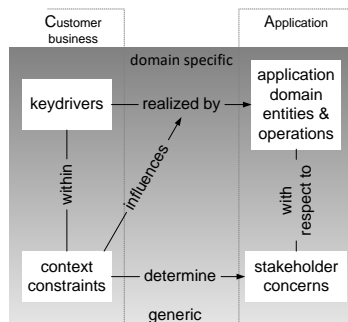 Customer
business
Application
domain specific
keydrivers
realized by
application
domain
entities &
operations
within
influences
with
respect to
context
constraints
determine
stakeholder
concerns
generic